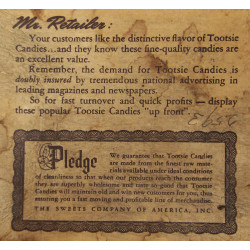 Mr. Retailer:
Your customers like the distinctive flavor of Tootsie
Candies...and they know these fine-quality candies are
an excellent value.
Remember, the demand for Tootsie Candies is
doubly insured by tremendous national advertising in
leading magazines and newspapers.
So for fast turnover and quick profits — display
these popular Tootsie Candies "up front".
Pledge
We guarantee that Tootsie Candies
are made from the finest raw mate-
rials available under ideal conditions
of cleanliness so that when our products reach the consumer
they are superbly wholesome and taste so good that Tootsie
Candies will maintain old and win new customers for you, thus
assuring you a fast moving and profitable line of merchandise.
THE SWEETS COMPANY OF AMERICA, INC.